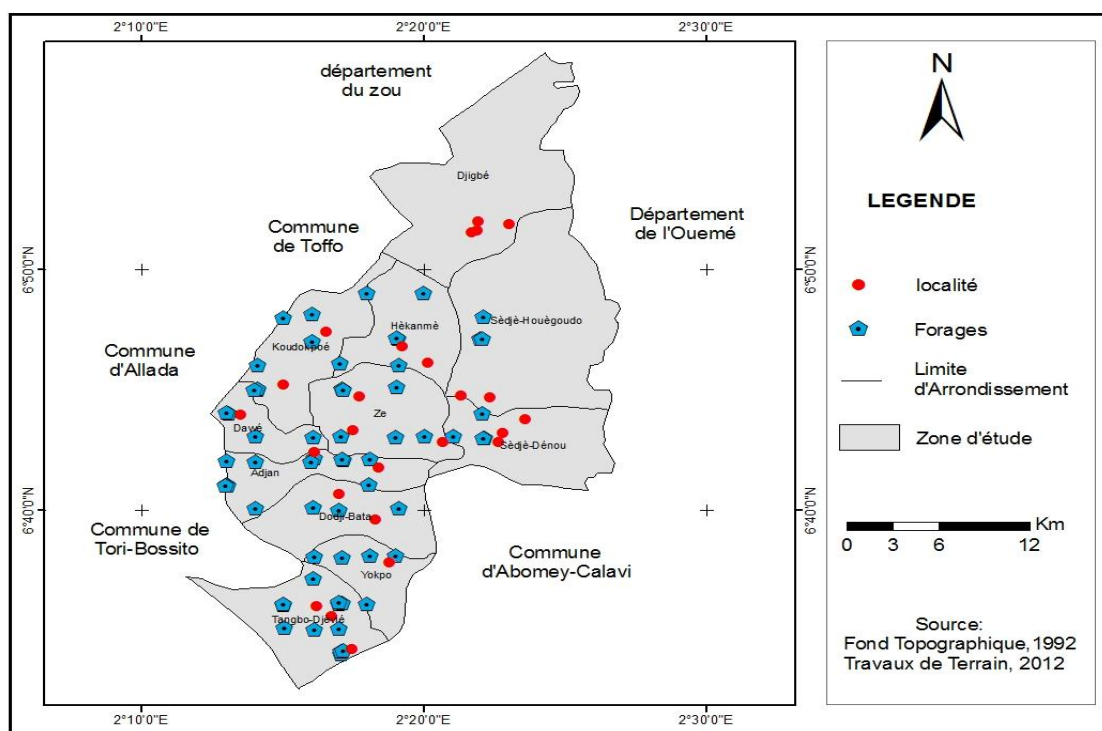 2°10'0"E
2°20'0"E
2°30'0"E
département
du zou
Djigbé
Commune
de Toffo
Département
de l'Ouemé
6°50'0"N
6°50'0"N
Sèdjè-Houègoudo
Hèkanmè
Koudokpoé
Commune
d'Allada
Ze
Dawé
Sèdjè-Dénou
Adjan
6°40'0"N
6°40'0"N
Dodji-Bata
Commune de
Tori-Bossito
Commune
d'Abomey-Calavi
Yokpo
Tangbo-Djevié
2°10'0"E
2°20'0"E
2°30'0"E
N
LEGENDE
localité
Forages
Limite
d'Arrondissement
Zone d'étude
Km
0 3 6 12
Source:
Fond Topographique,1992
Travaux de Terrain, 2012